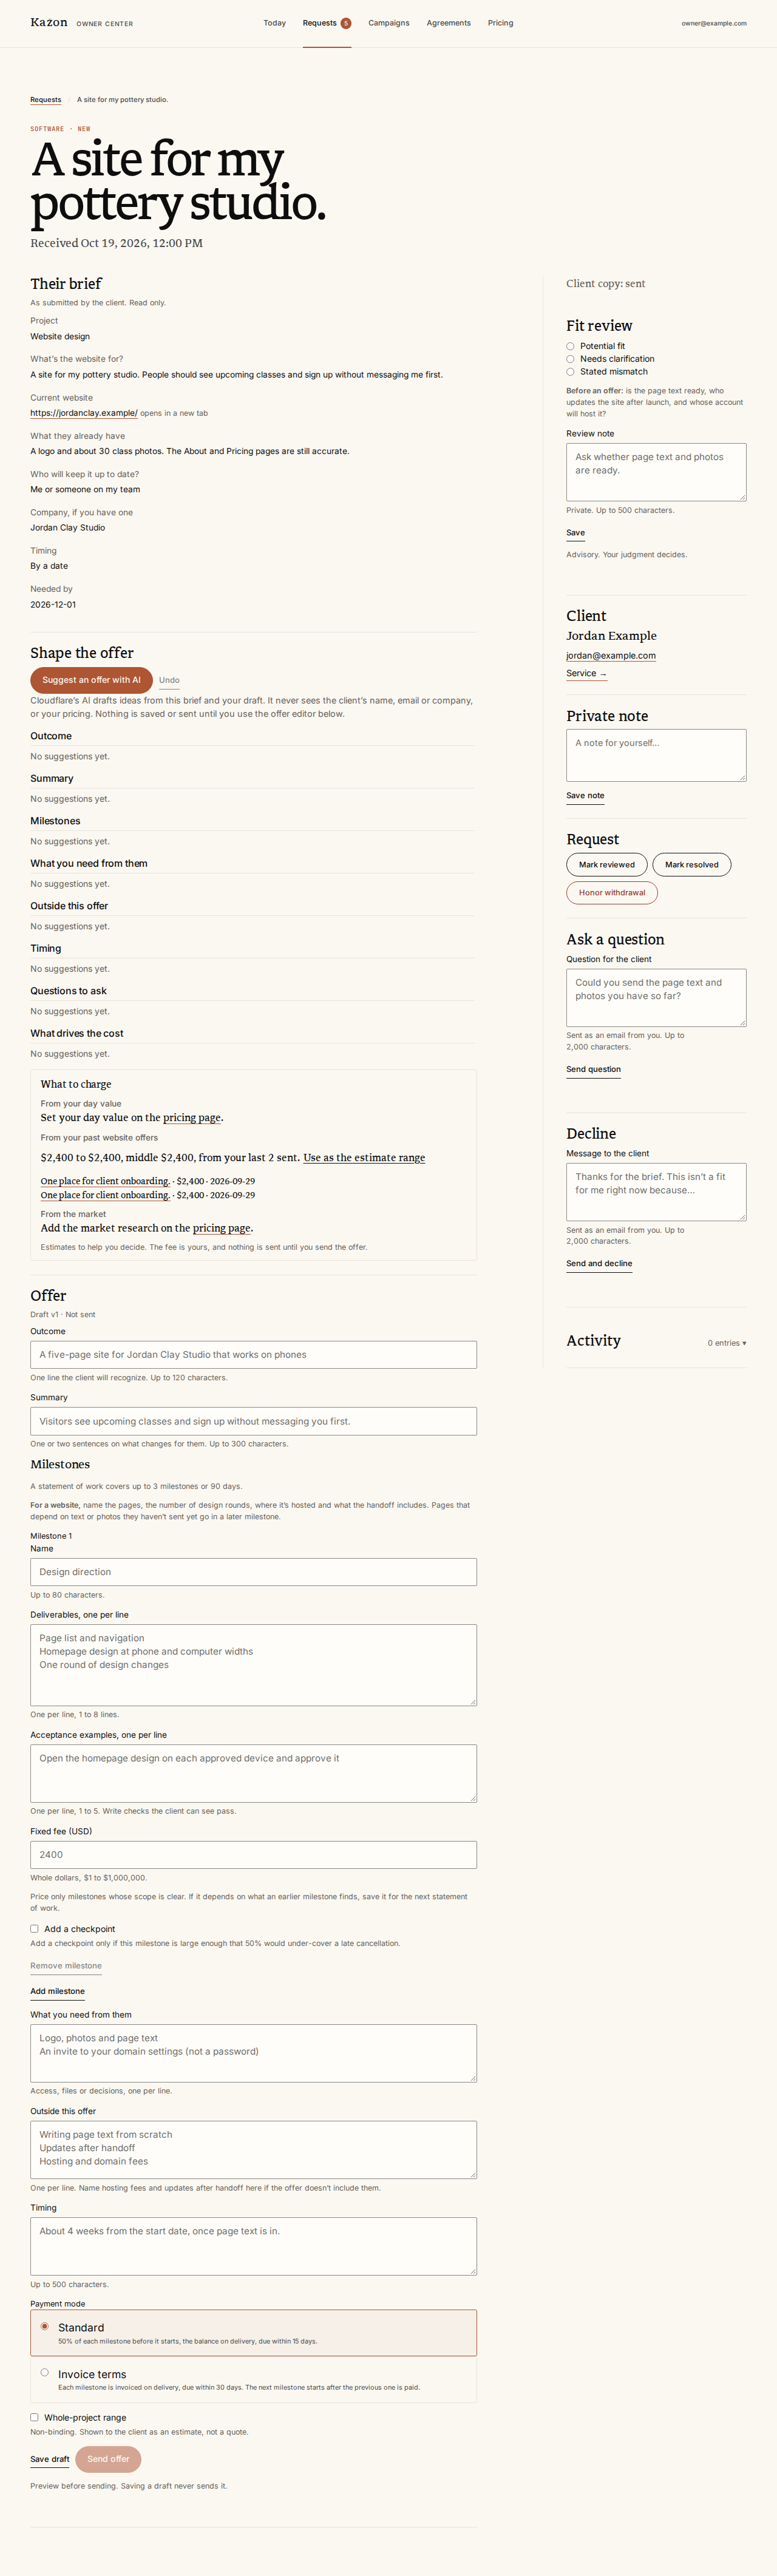 Kazon OWNER CENTER Today Requests 5 Campaigns Agreements Pricing owner@example.com
Requests / A site for my pottery studio.
SOFTWARE · NEW
A site for my
pottery studio.
Received Oct 19, 2026, 12:00 PM
Their brief
As submitted by the client. Read only.
Project
Website design
What's the website for?
A site for my pottery studio. People should see upcoming classes and sign up without messaging me first.
Current website
https://jordanclay.example/ opens in a new tab
What they already have
A logo and about 30 class photos. The About and Pricing pages are still accurate.
Who will keep it up to date?
Me or someone on my team
Company, if you have one
Jordan Clay Studio
Timing
By a date
Needed by
2026-12-01
Shape the offer
Suggest an offer with AI Undo
Cloudflare's AI drafts ideas from this brief and your draft. It never sees the client's name, email or company,
or your pricing. Nothing is saved or sent until you use the offer editor below.
Outcome
No suggestions yet.
Summary
No suggestions yet.
Milestones
No suggestions yet.
What you need from them
No suggestions yet.
Outside this offer
No suggestions yet.
Timing
No suggestions yet.
Questions to ask
No suggestions yet.
What drives the cost
No suggestions yet.
What to charge
From your day value
Set your day value on the pricing page.
From your past website offers
$2,400 to $2,400, middle $2,400, from your last 2 sent. Use as the estimate range
One place for client onboarding. · $2,400 · 2026-09-29
One place for client onboarding. · $2,400 · 2026-09-29
From the market
Add the market research on the pricing page.
Estimates to help you decide. The fee is yours, and nothing is sent until you send the offer.
Offer
Draft v1 · Not sent
Outcome
A five-page site for Jordan Clay Studio that works on phones
One line the client will recognize. Up to 120 characters.
Summary
Visitors see upcoming classes and sign up without messaging you first.
One or two sentences on what changes for them. Up to 300 characters.
Milestones
A statement of work covers up to 3 milestones or 90 days.
For a website, name the pages, the number of design rounds, where it's hosted and what the handoff includes. Pages that
depend on text or photos they haven't sent yet go in a later milestone.
Milestone 1
Name
Design direction
Up to 80 characters.
Deliverables, one per line
Page list and navigation
Homepage design at phone and computer widths
One round of design changes
One per line, 1 to 8 lines.
Acceptance examples, one per line
Open the homepage design on each approved device and approve it
One per line, 1 to 5. Write checks the client can see pass.
Fixed fee (USD)
2400
Whole dollars, $1 to $1,000,000.
Price only milestones whose scope is clear. If it depends on what an earlier milestone finds, save it for the next statement
of work.
Add a checkpoint
Add a checkpoint only if this milestone is large enough that 50% would under-cover a late cancellation.
Remove milestone
Add milestone
What you need from them
Logo, photos and page text
An invite to your domain settings (not a password)
Access, files or decisions, one per line.
Outside this offer
Writing page text from scratch
Updates after handoff
Hosting and domain fees
One per line. Name hosting fees and updates after handoff here if the offer doesn't include them.
Timing
About 4 weeks from the start date, once page text is in.
Up to 500 characters.
Payment mode
Standard
50% of each milestone before it starts, the balance on delivery, due within 15 days.
Invoice terms
Each milestone is invoiced on delivery, due within 30 days. The next milestone starts after the previous one is paid.
Whole-project range
Non-binding. Shown to the client as an estimate, not a quote.
Save draft Send offer
Preview before sending. Saving a draft never sends it.
Client copy: sent
Fit review
Potential fit
Needs clarification
Stated mismatch
Before an offer: is the page text ready, who
updates the site after launch, and whose account
will host it?
Review note
Ask whether page text and photos
are ready.
Private. Up to 500 characters.
Save
Advisory. Your judgment decides.
Client
Jordan Example
jordan@example.com
Service →
Private note
A note for yourself...
Save note
Request
Mark reviewed Mark resolved
Honor withdrawal
Ask a question
Question for the client
Could you send the page text and
photos you have so far?
Sent as an email from you. Up to
2,000 characters.
Send question
Decline
Message to the client
Thanks for the brief. This isn't a fit
for me right now because...
Sent as an email from you. Up to
2,000 characters.
Send and decline
Activity 0 entries ▾